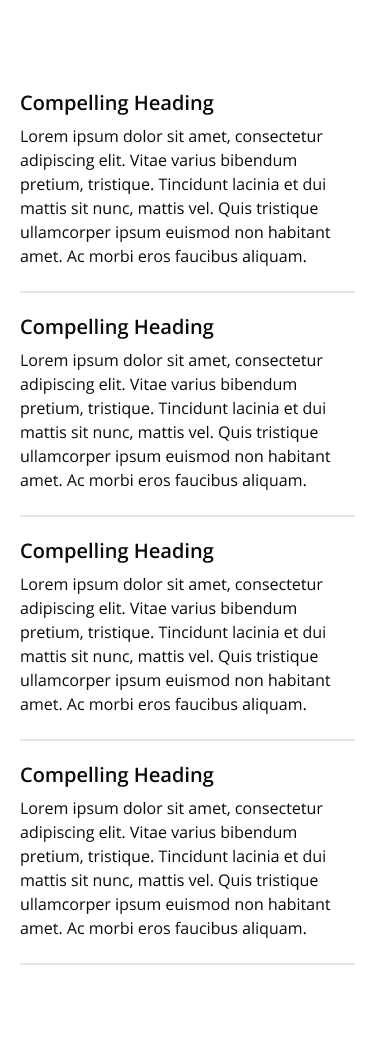 Compelling Heading
Lorem ipsum dolor sit amet, consectetur
adipiscing elit. Vitae varius bibendum
pretium, tristique. Tincidunt lacinia et dui
mattis sit nunc, mattis vel. Quis tristique
ullamcorper ipsum euismod non habitant
amet. Ac morbi eros faucibus aliquam.
Compelling Heading
Lorem ipsum dolor sit amet, consectetur
adipiscing elit. Vitae varius bibendum
pretium, tristique. Tincidunt lacinia et dui
mattis sit nunc, mattis vel. Quis tristique
ullamcorper ipsum euismod non habitant
amet. Ac morbi eros faucibus aliquam.
Compelling Heading
Lorem ipsum dolor sit amet, consectetur
adipiscing elit. Vitae varius bibendum
pretium, tristique. Tincidunt lacinia et dui
mattis sit nunc, mattis vel. Quis tristique
ullamcorper ipsum euismod non habitant
amet. Ac morbi eros faucibus aliquam.
Compelling Heading
Lorem ipsum dolor sit amet, consectetur
adipiscing elit. Vitae varius bibendum
pretium, tristique. Tincidunt lacinia et dui
mattis sit nunc, mattis vel. Quis tristique
ullamcorper ipsum euismod non habitant
amet. Ac morbi eros faucibus aliquam.